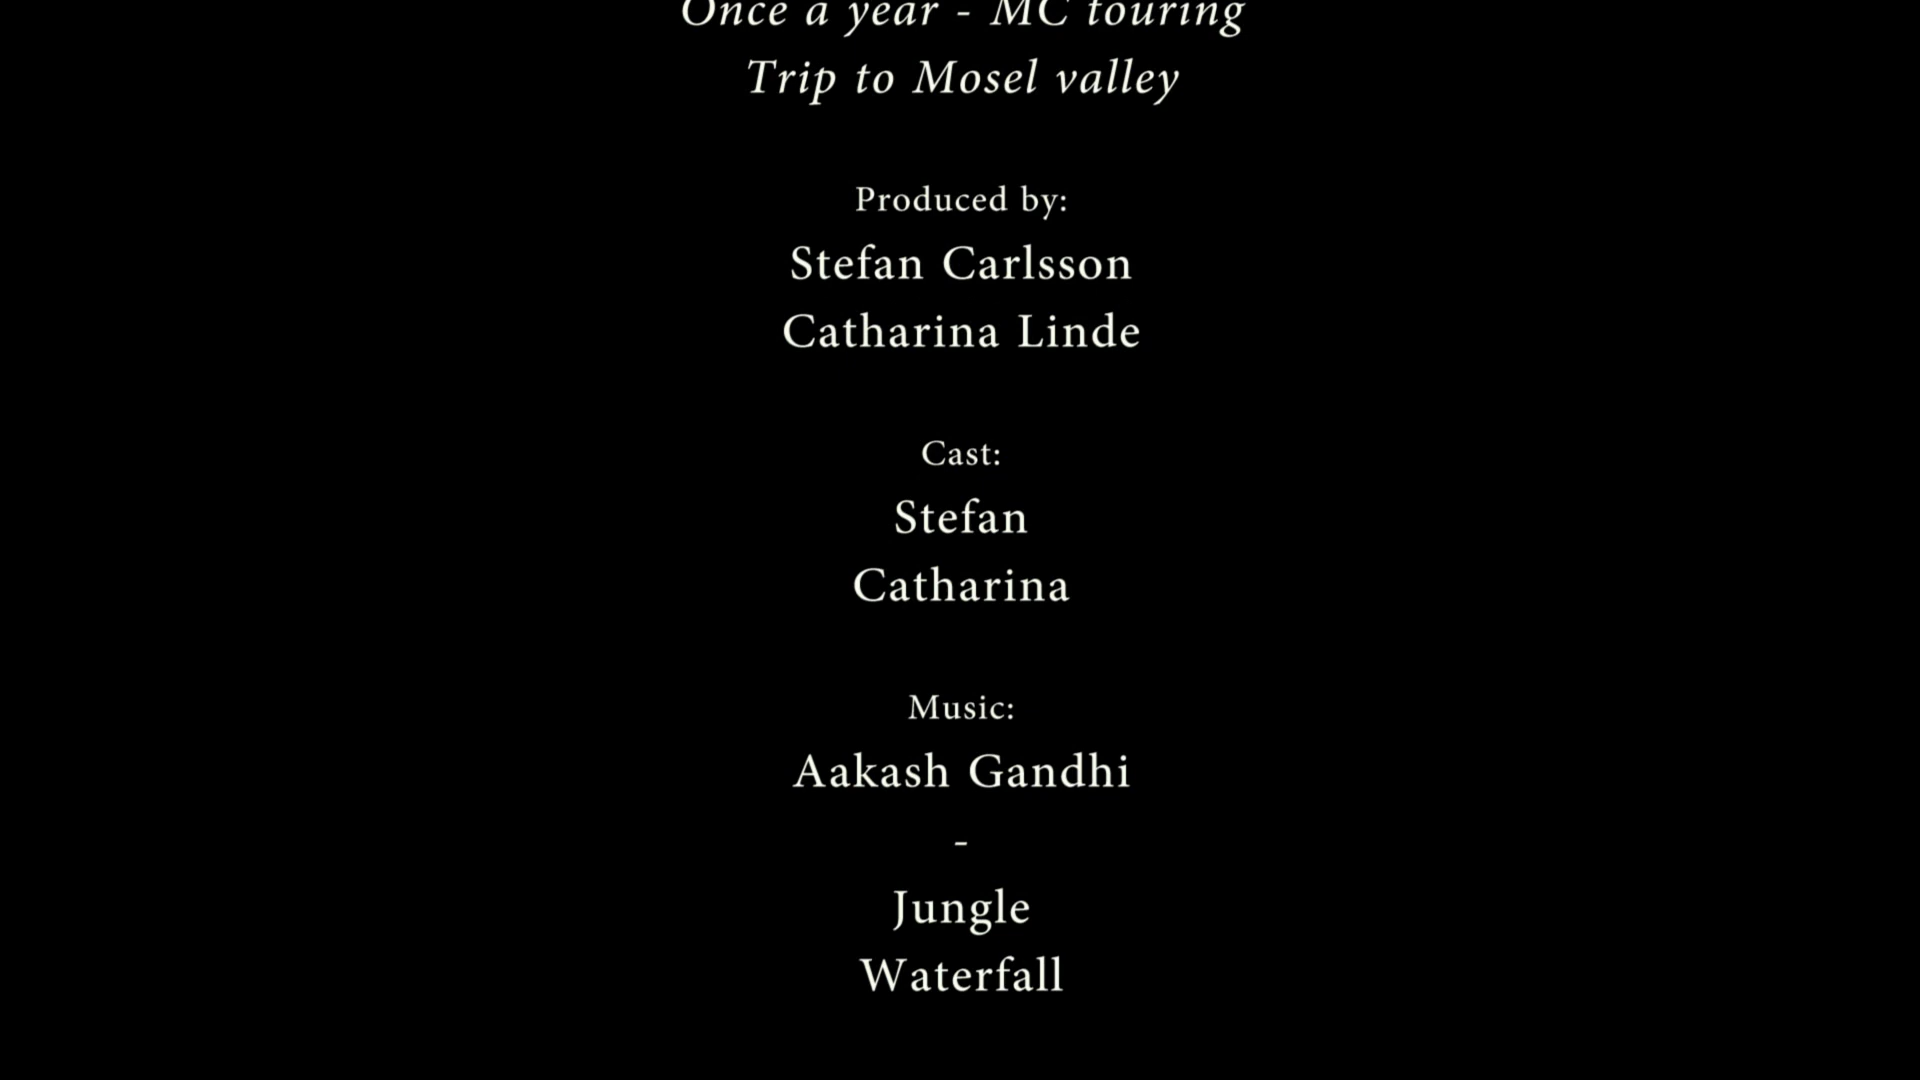 Once a year - MC touring
Trip to Mosel valley
Produced by:
Stefan Carlsson
Catharina Linde
Cast:
Stefan
Catharina
Music:
Aakash Gandhi
-
Jungle
Waterfall